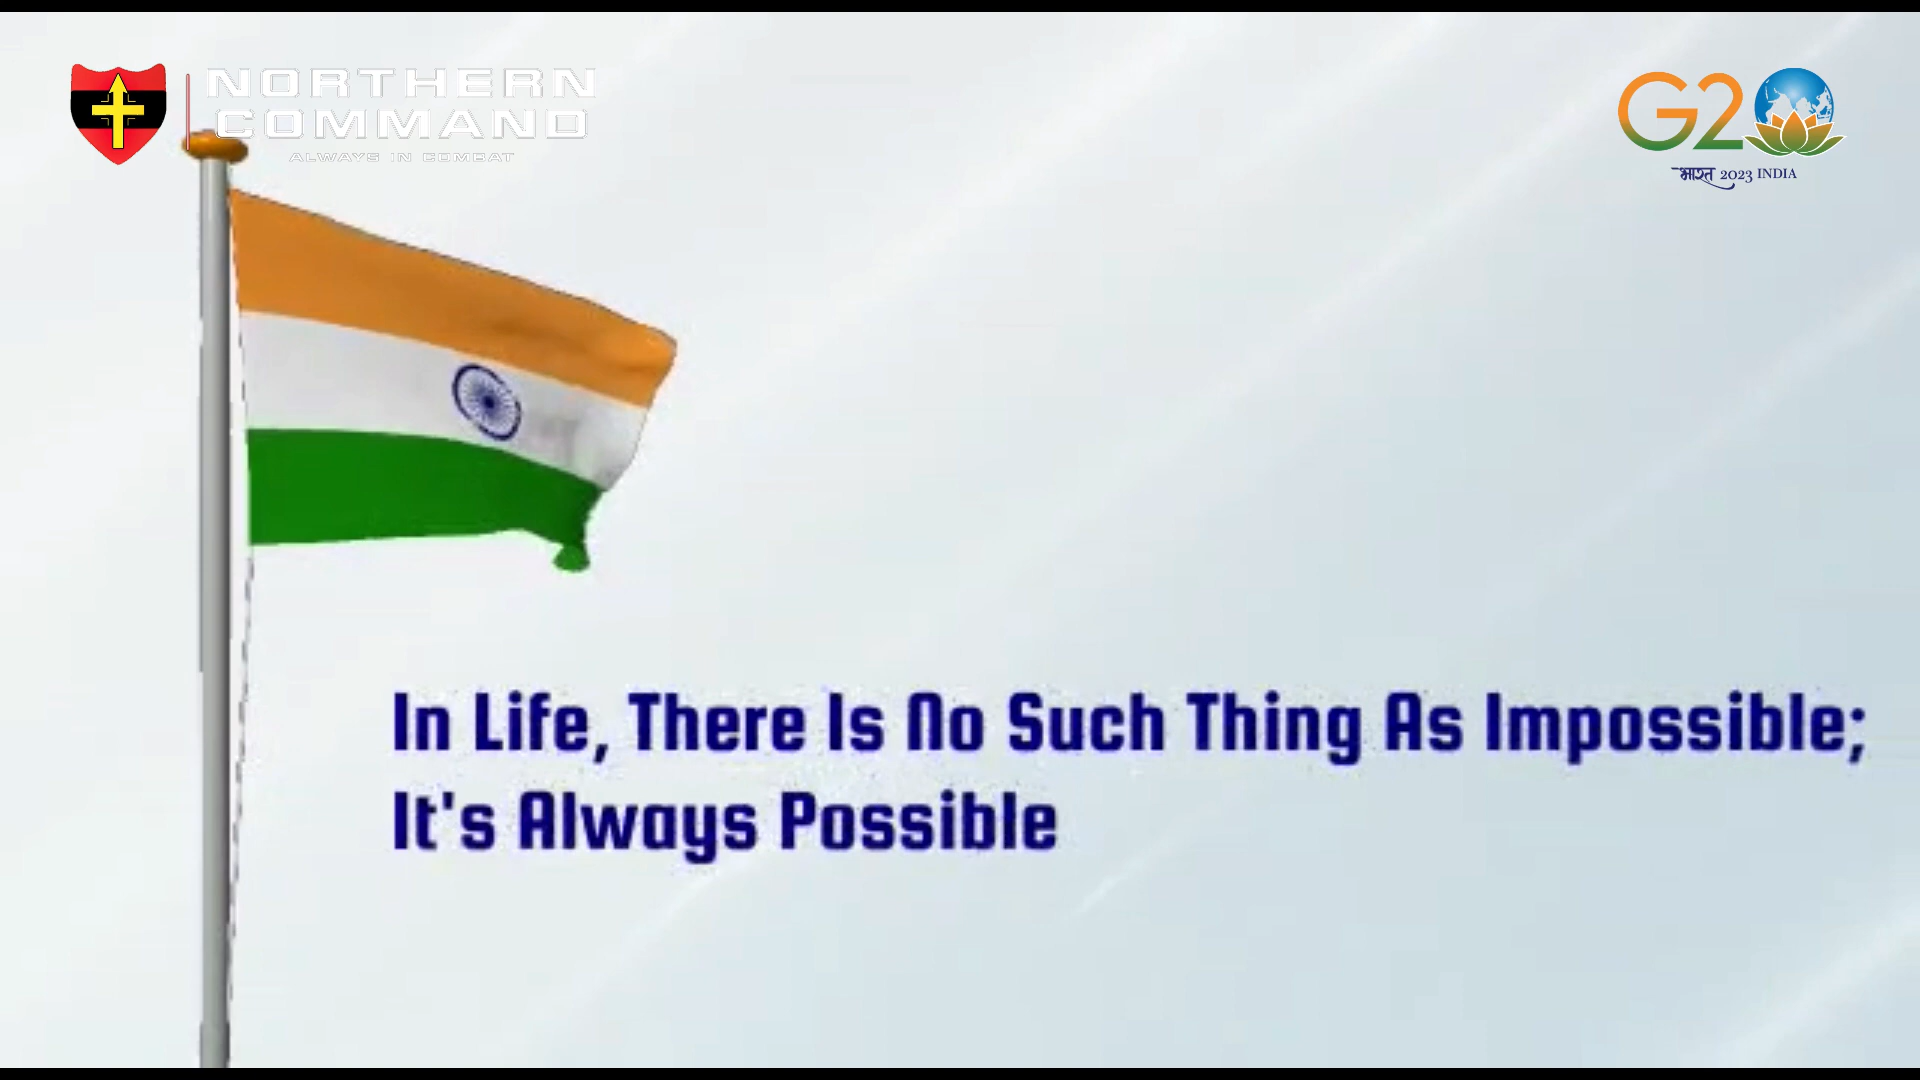 NORTHERN
COMMAND
ALWAYS IN COMBAT
G20
भारत 2023 INDIA
In Life, There Is No Such Thing As Impossible;
It's Always Possible